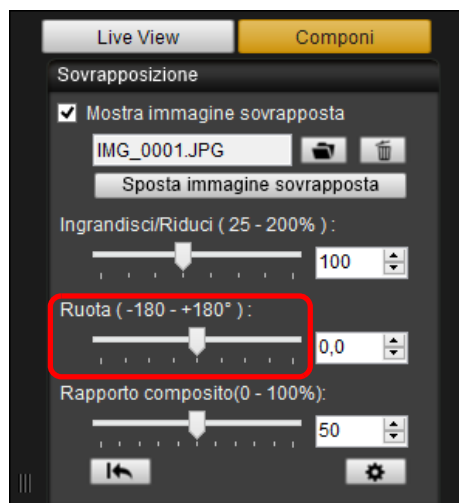 Live View Componi
Sovrapposizione
Mostra immagine sovrapposta
IMG_0001.JPG
Sposta immagine sovrapposta
Ingrandisci/Riduci ( 25 - 200% ) :
100
Ruota ( -180 - +180° ) :
0,0
Rapporto composito(0 - 100%):
50